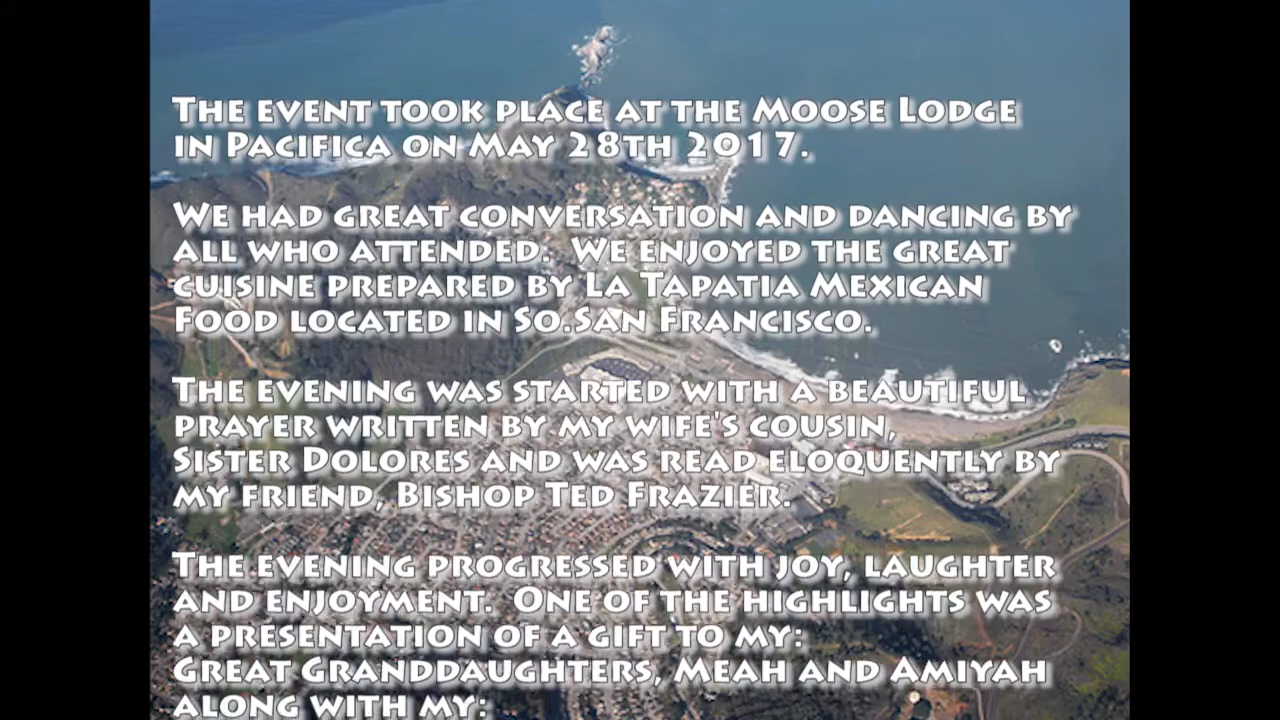 The event took place at the Moose Lodge
in Pacifica on May 28th 2017.
We had great conversation and dancing by
all who attended.  We enjoyed the great
cuisine prepared by La Tapatia Mexican
Food located in So.San Francisco.
The evening was started with a beautiful
prayer written by my wife's cousin,
Sister Dolores and was read eloquently by
my friend, Bishop Ted Frazier.
The evening progressed with joy, laughter
and enjoyment.  One of the highlights was
a presentation of a gift to my:
Great Granddaughters, Meah and Amiyah
along with my: